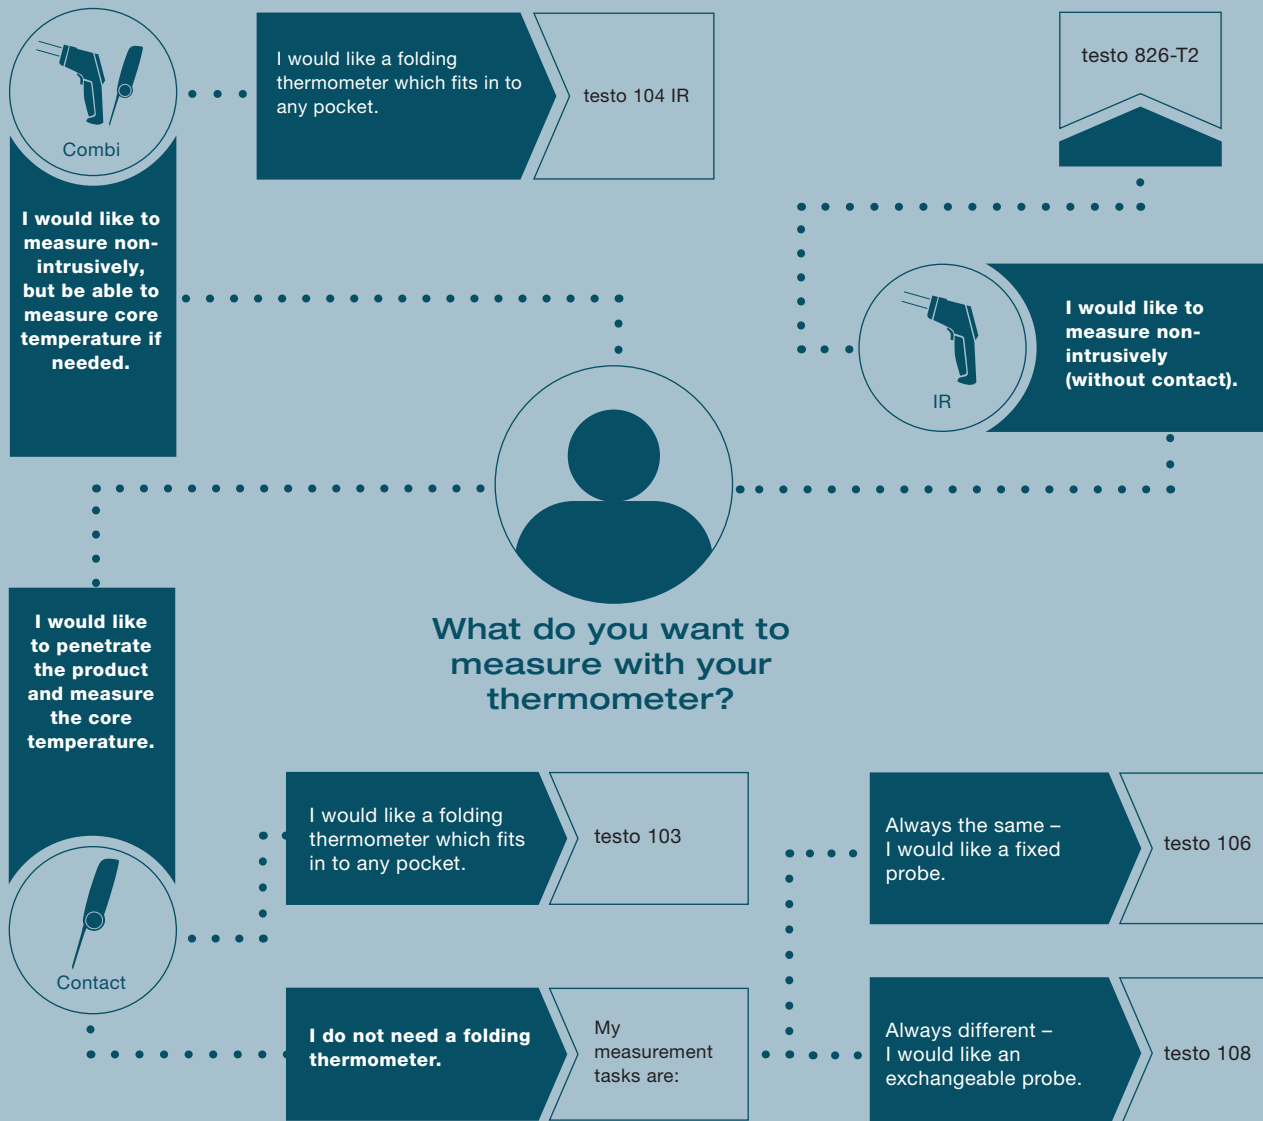 Combi
I would like to
measure non-
intrusively,
but be able to
measure core
temperature if
needed.
I would like a folding
thermometer which fits in to
any pocket.
testo 104 IR
testo 826-T2
IR
I would like to
measure non-
intrusively
(without contact).
What do you want to
measure with your
thermometer?
I would like
to penetrate
the product
and measure
the core
temperature.
Contact
I would like a folding
thermometer which fits
in to any pocket.
testo 103
I do not need a folding
thermometer.
My
measurement
tasks are:
Always the same –
I would like a fixed
probe.
testo 106
Always different –
I would like an
exchangeable probe.
testo 108